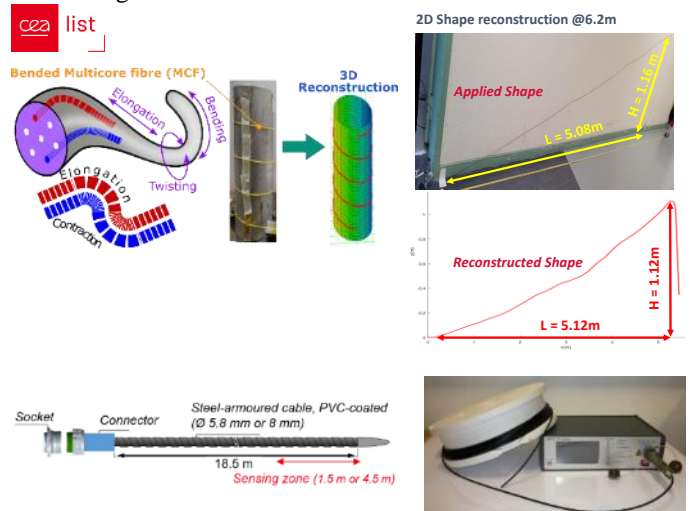 cea list
2D Shape reconstruction @6.2m
Bended Multicore fibre (MCF)
Elongation
Bending
Twisting
Elongation
Contraction
3D
Reconstruction
Applied Shape
H = 1.16 m
L = 5.08m
Reconstructed Shape
H = 1.12m
L = 5.12m
Socket
Connector
Steel-armoured cable, PVC-coated
(Ø 5.8 mm or 8 mm)
18.5 m
Sensing zone (1.5 m or 4.5 m)